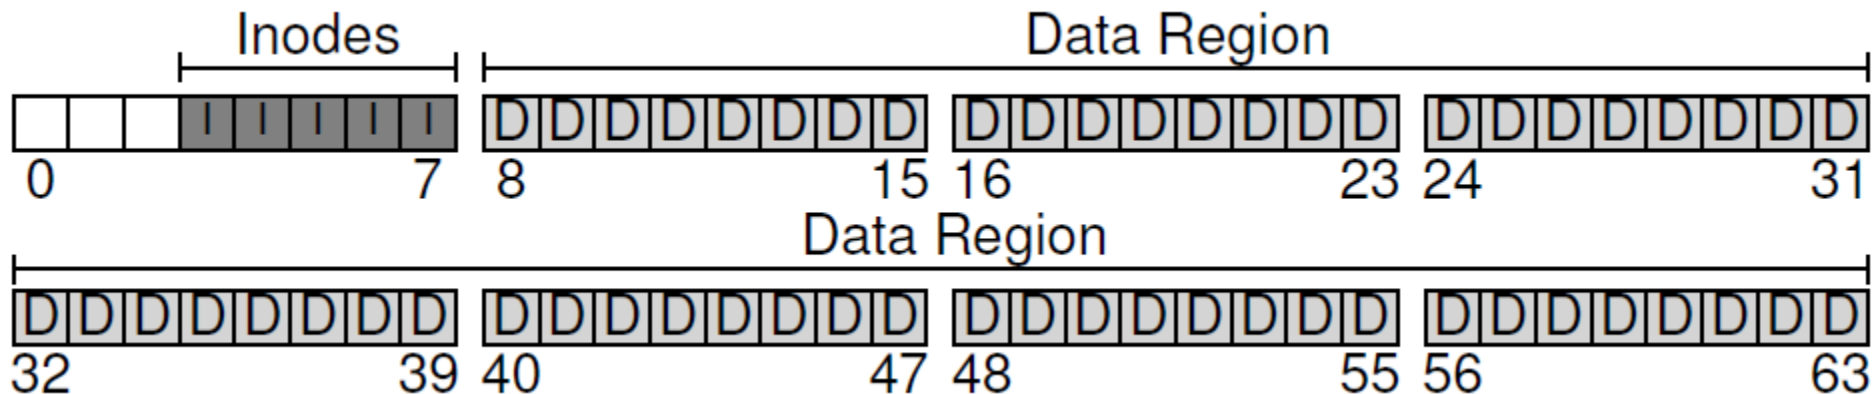 Inodes Data Region
I I I I I D D D D D D D D D D D D D D D D D D D D D D D D
0 7 8 15 16 23 24 31
Data Region
D D D D D D D D D D D D D D D D D D D D D D D D D D D D D D D D
32 39 40 47 48 55 56 63